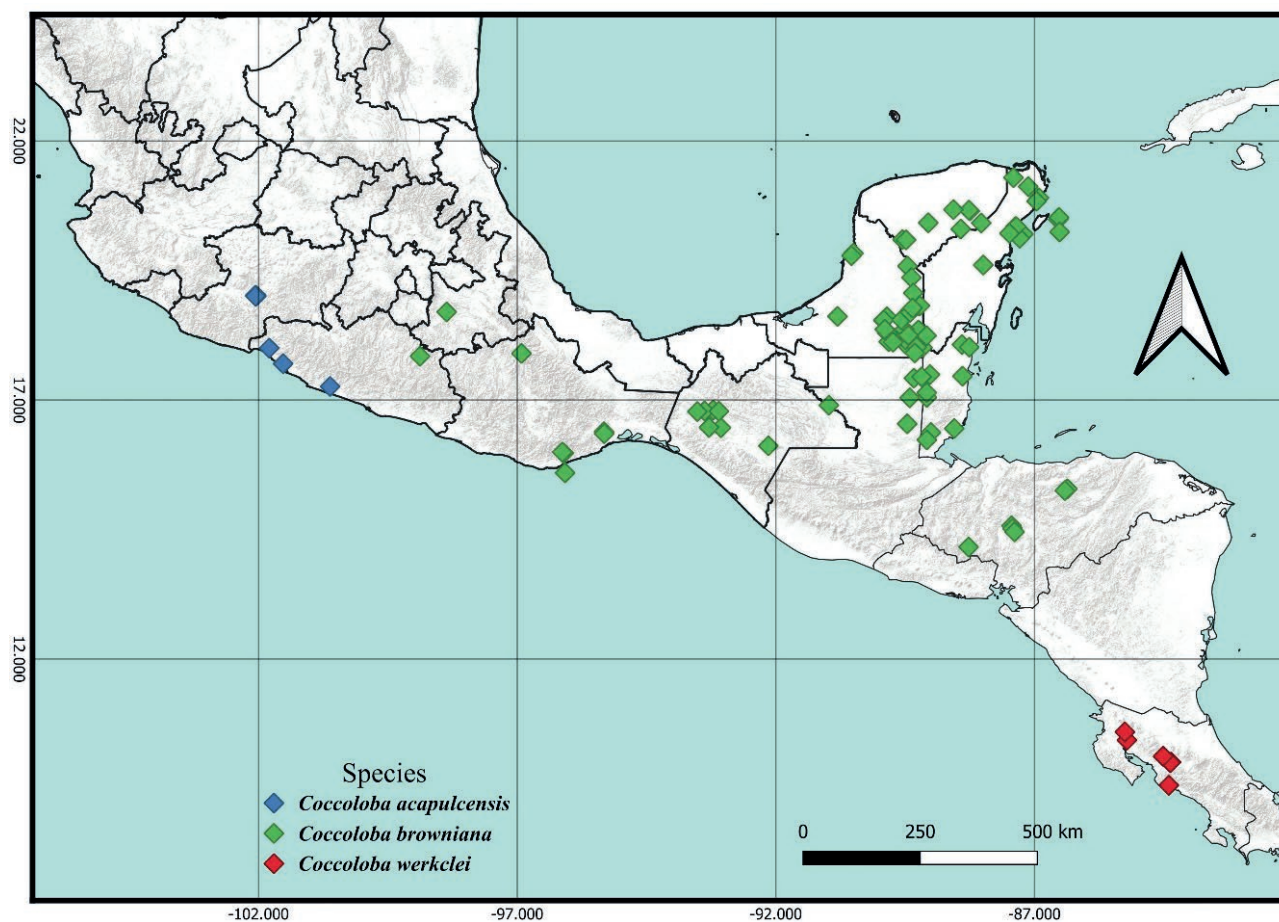 22.000
17.000
12.000
Species
Coccoloba acapulcensis
Coccoloba browniana
Coccoloba werkclei
0 250 500 km
-102.000 -97.000 -92.000 -87.000